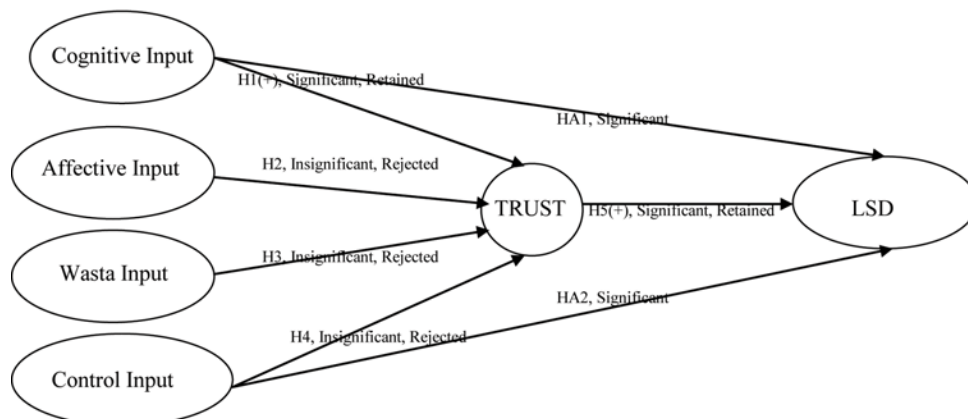 Cognitive Input
H1(+), Significant, Retained
HA1, Significant
Affective Input
H2, Insignificant, Rejected
TRUST
H5(+), Significant, Retained
LSD
Wasta Input
H3, Insignificant, Rejected
HA2, Significant
H4, Insignificant, Rejected
Control Input